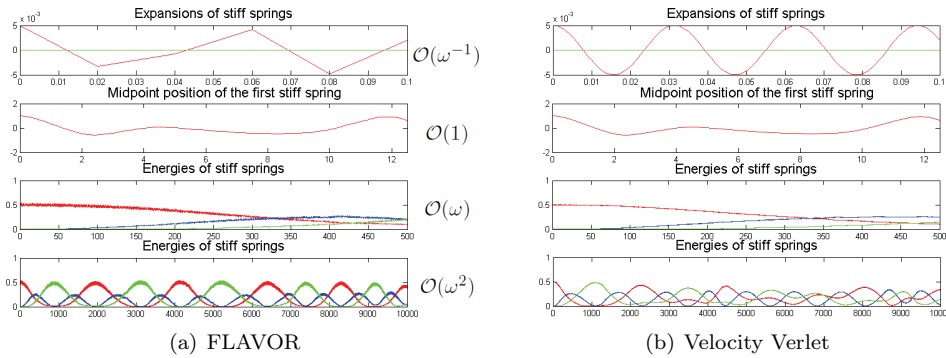 Expansions of stiff springs
5 x 10⁻³
0
-5
0 0.01 0.02 0.03 0.04 0.05 0.06 0.07 0.08 0.09 0.1
𝒪(ω⁻¹)
Midpoint position of the first stiff spring
2
0
-2
0 2 4 6 8 10 12
𝒪(1)
Energies of stiff springs
1
0.5
0
0 50 100 150 200 250 300 350 400 450 500
𝒪(ω)
Energies of stiff springs
1
0.5
0
0 1000 2000 3000 4000 5000 6000 7000 8000 9000 10000
𝒪(ω²)
(a) FLAVOR
Expansions of stiff springs
5 x 10⁻³
0
-5
0 0.01 0.02 0.03 0.04 0.05 0.06 0.07 0.08 0.09 0.1
Midpoint position of the first stiff spring
2
0
-2
0 2 4 6 8 10 12
Energies of stiff springs
1
0.5
0
0 50 100 150 200 250 300 350 400 450 500
Energies of stiff springs
1
0.5
0
0 1000 2000 3000 4000 5000 6000 7000 8000 9000 1000
(b) Velocity Verlet